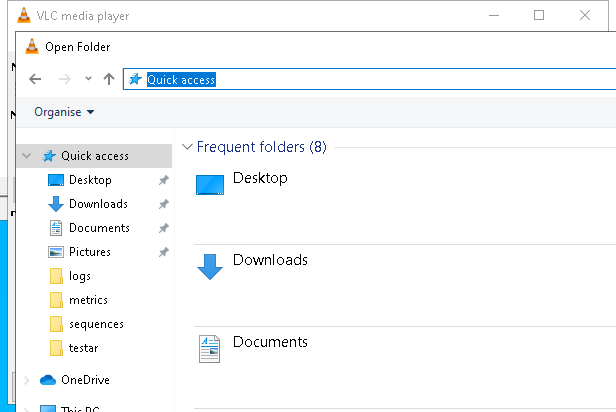 VLC media player
Open Folder
Quick access
Organise
Quick access
Desktop
Downloads
Documents
Pictures
logs
metrics
sequences
testar
OneDrive
This PC
Frequent folders (8)
Desktop
Downloads
Documents